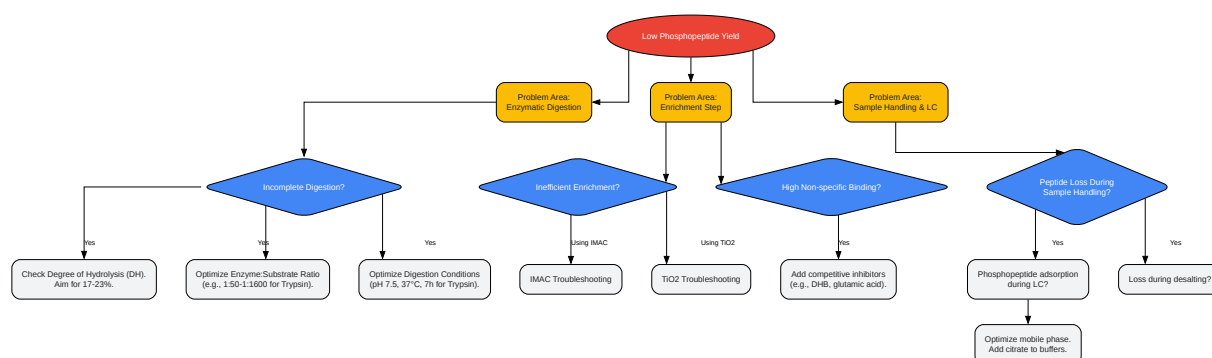 Low Phosphopeptide Yield
Problem Area:
Enzymatic Digestion
Problem Area:
Enrichment Step
Problem Area:
Sample Handling & LC
Incomplete Digestion?
Inefficient Enrichment?
High Non-specific Binding?
Peptide Loss During
Sample Handling?
Yes
Yes
Yes
Using IMAC
Using TiO2
Yes
Yes
Yes
Check Degree of Hydrolysis (DH).
Aim for 17-23%.
Optimize Enzyme:Substrate Ratio
(e.g., 1:50-1:1600 for Trypsin).
Optimize Digestion Conditions
(pH 7.5, 37°C, 7h for Trypsin).
IMAC Troubleshooting
TiO2 Troubleshooting
Add competitive inhibitors
(e.g., DHB, glutamic acid).
Phosphopeptide adsorption
during LC?
Loss during desalting?
Optimize mobile phase.
Add citrate to buffers.